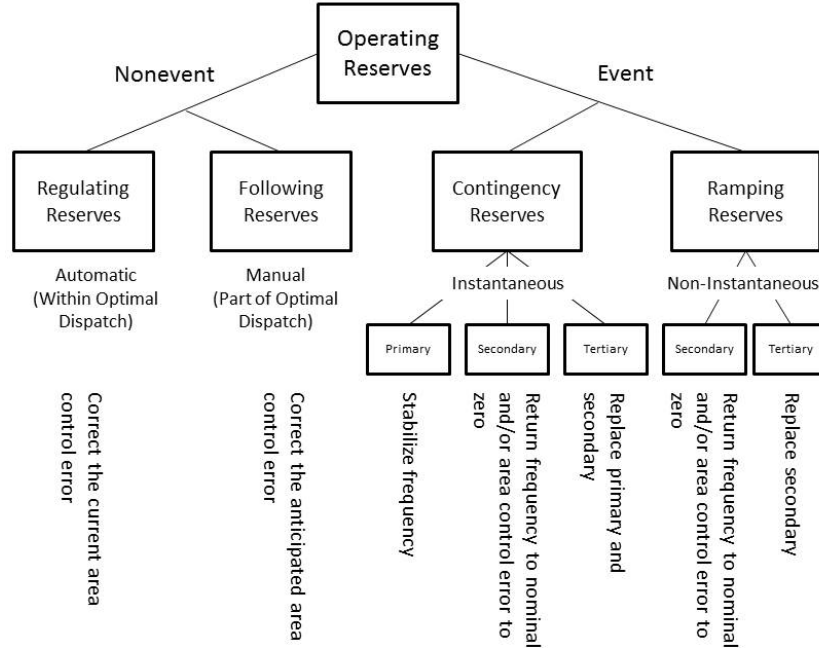 Operating
Reserves
Nonevent
Event
Regulating
Reserves
Following
Reserves
Contingency
Reserves
Ramping
Reserves
Automatic
(Within Optimal
Dispatch)
Manual
(Part of Optimal
Dispatch)
Instantaneous
Non-Instantaneous
Primary
Secondary
Tertiary
Secondary
Tertiary
Correct the current area
control error
Correct the anticipated area
control error
Stabilize frequency
Return frequency to nominal
and/or area control error to
zero
Replace primary and
secondary
Return frequency to nominal
and/or area control error to
zero
Replace secondary